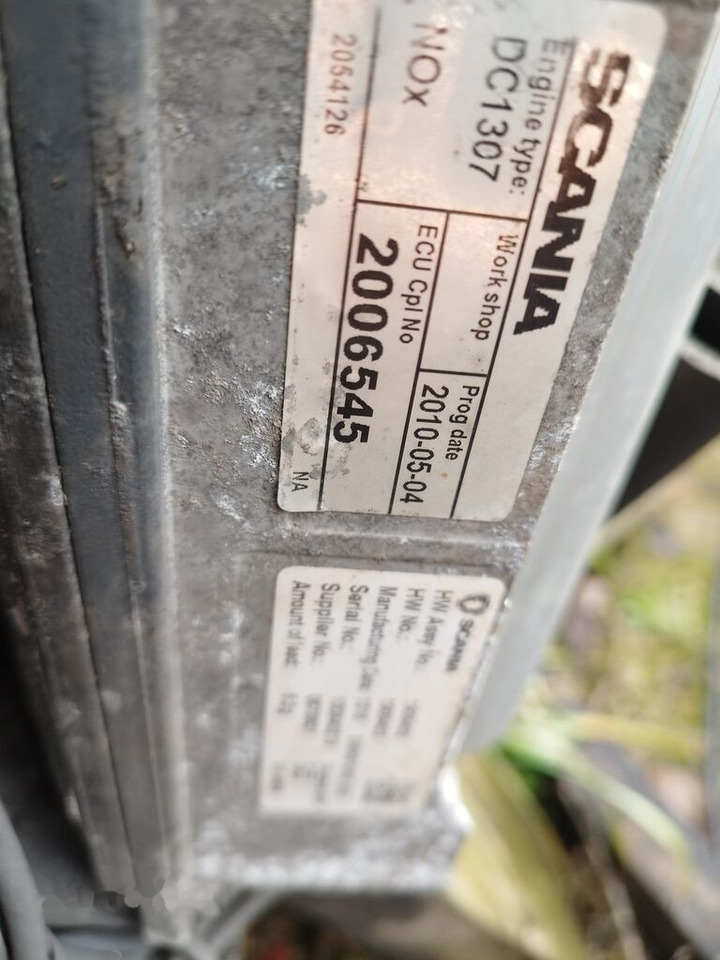 SCANIA
Engine type:
DC1307
Work shop
Prog date
2010-05-04
NOx
ECU Cpl No
2006545
2054126
NA
SCANIA
HW Assy No.:
HW No.:
Manufacturing Date:
Serial No.:
Supplier No.:
Amount of lead: